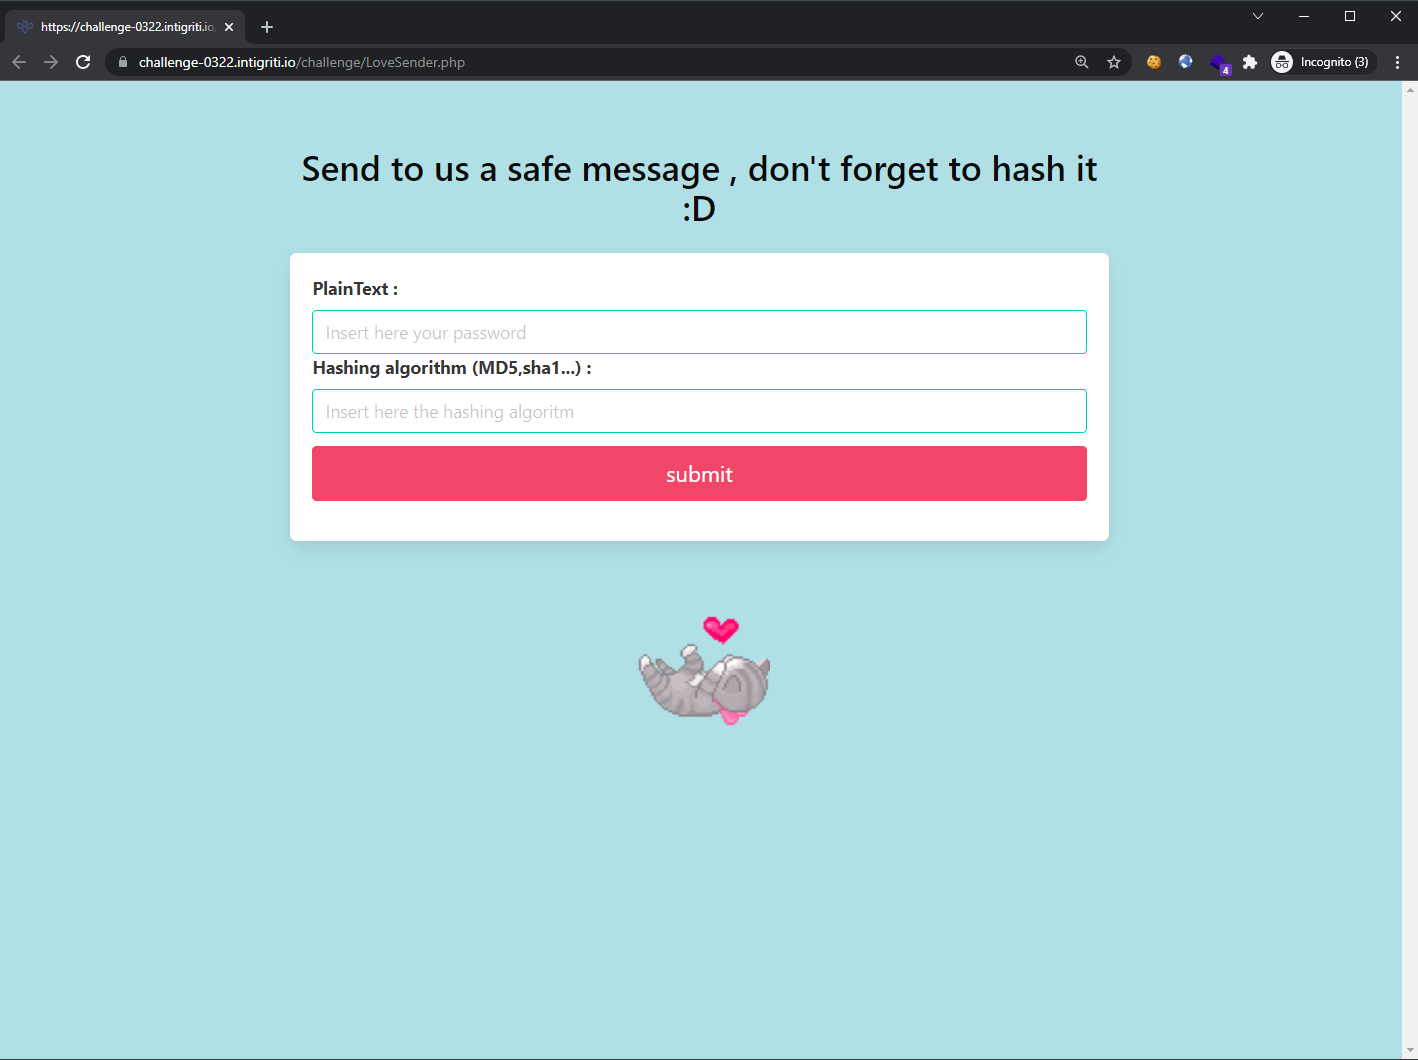 https://challenge-0322.intigriti.io
challenge-0322.intigriti.io/challenge/LoveSender.php
4
Incognito (3)
Send to us a safe message , don't forget to hash it
:D
PlainText :
Insert here your password
Hashing algorithm (MD5,sha1...) :
Insert here the hashing algoritm
submit